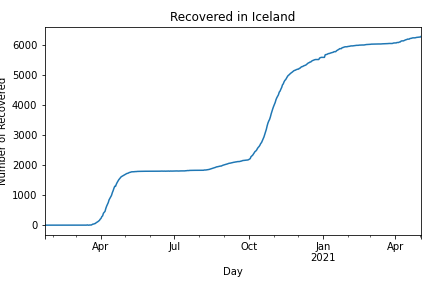 Recovered in Iceland
Number of Recovered
6000
5000
4000
3000
2000
1000
0
Apr
Jul
Oct
Jan
Apr
2021
Day